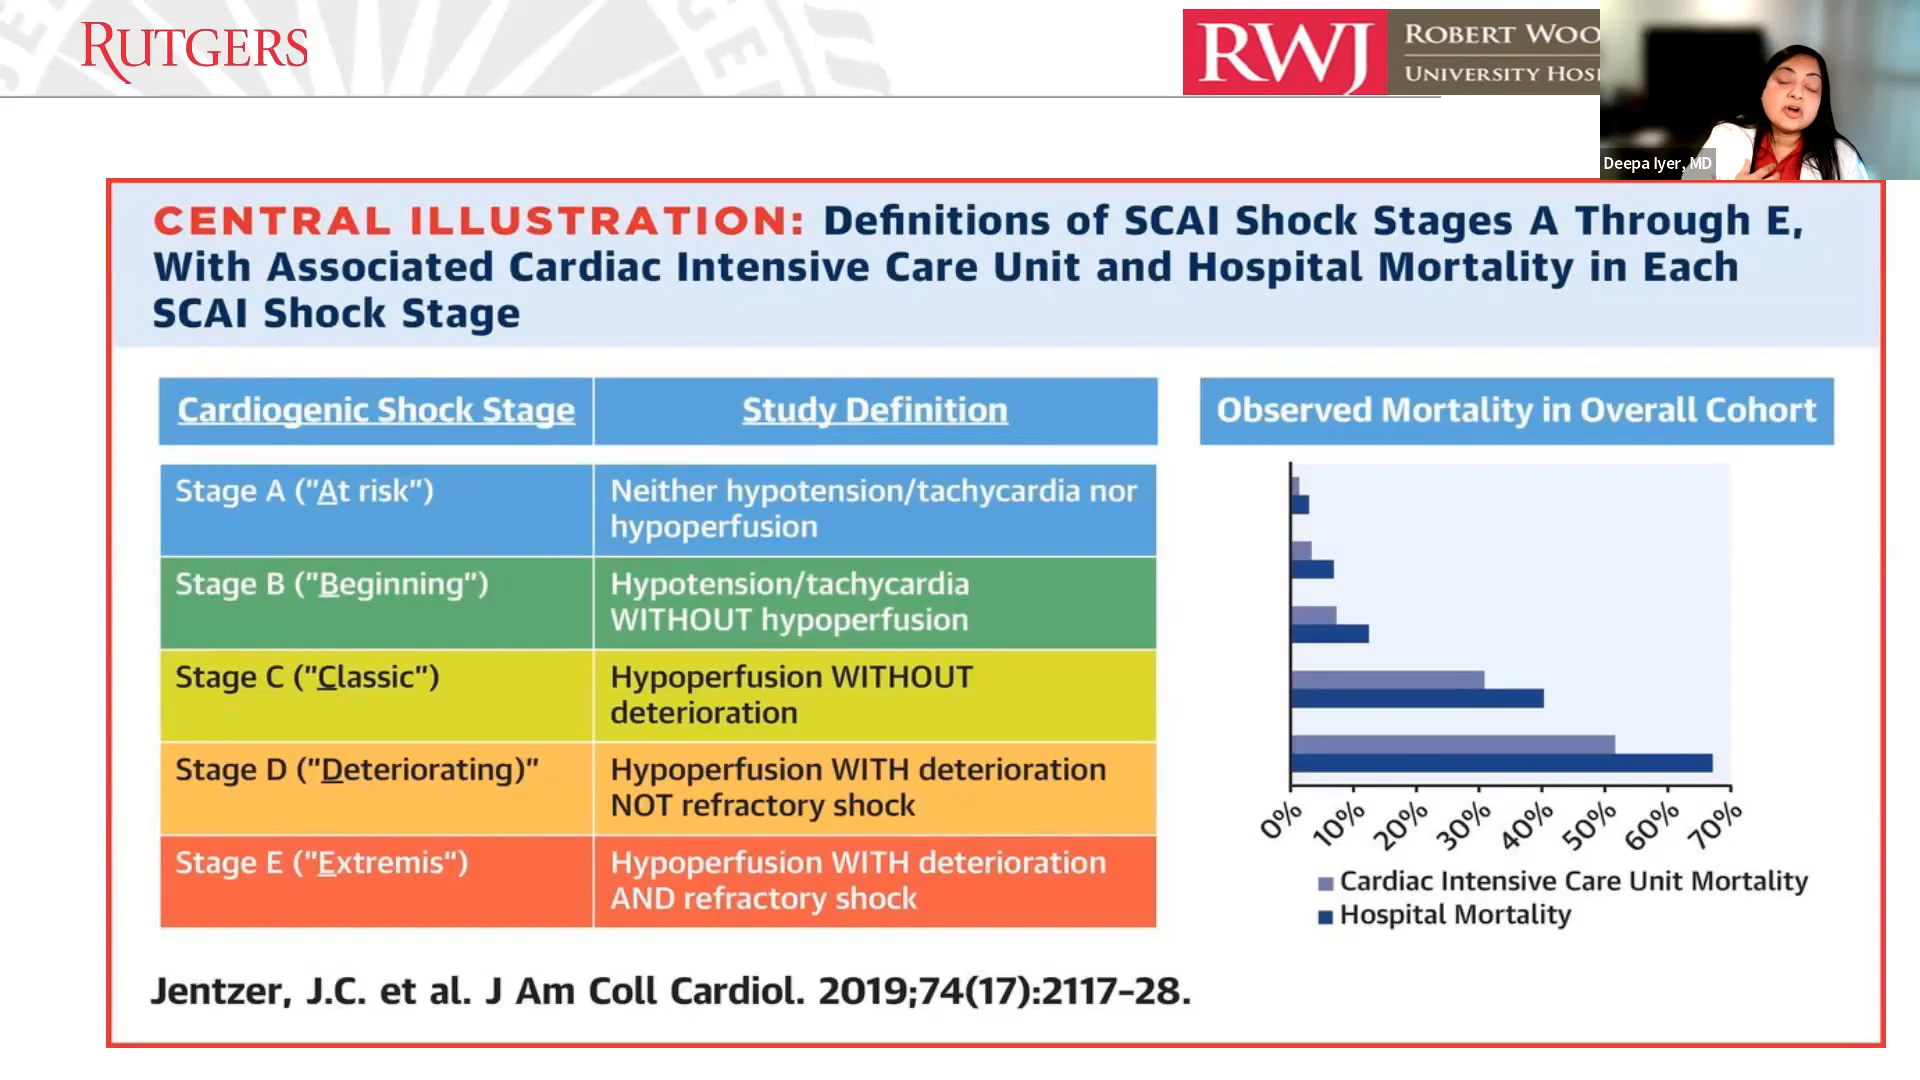 RUTGERS
RWJ
ROBERT WOO
UNIVERSITY HOSI
Deepa Iyer, MD
CENTRAL ILLUSTRATION: Definitions of SCAI Shock Stages A Through E,
With Associated Cardiac Intensive Care Unit and Hospital Mortality in Each
SCAI Shock Stage
Cardiogenic Shock Stage
Study Definition
Stage A ("At risk")
Neither hypotension/tachycardia nor
hypoperfusion
Stage B ("Beginning")
Hypotension/tachycardia
WITHOUT hypoperfusion
Stage C ("Classic")
Hypoperfusion WITHOUT
deterioration
Stage D ("Deteriorating)"
Hypoperfusion WITH deterioration
NOT refractory shock
Stage E ("Extremis")
Hypoperfusion WITH deterioration
AND refractory shock
Observed Mortality in Overall Cohort
0% 10% 20% 30% 40% 50% 60% 70%
Cardiac Intensive Care Unit Mortality
Hospital Mortality
Jentzer, J.C. et al. J Am Coll Cardiol. 2019;74(17):2117–28.